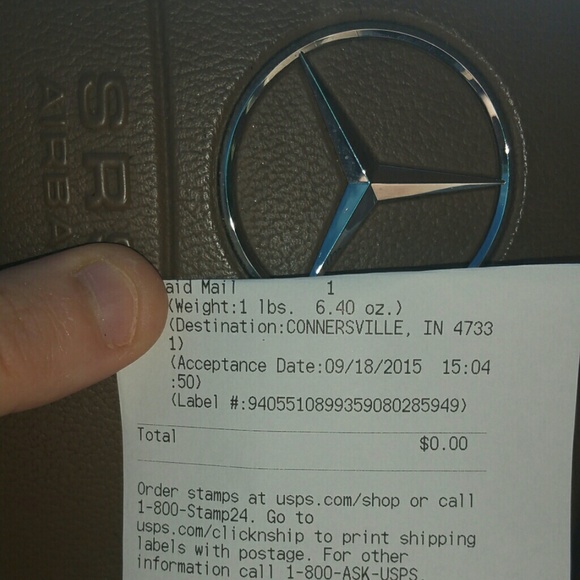 SRS
AIRBA
aid Mail 1
(Weight:1 lbs. 6.40 oz.)
(Destination:CONNERSVILLE, IN 4733
1)
(Acceptance Date:09/18/2015 15:04
:50)
(Label #:9405510899359080285949)
Total $0.00
Order stamps at usps.com/shop or call
1-800-Stamp24. Go to
usps.com/clicknship to print shipping
labels with postage. For other
information call 1-800-ASK-USPS